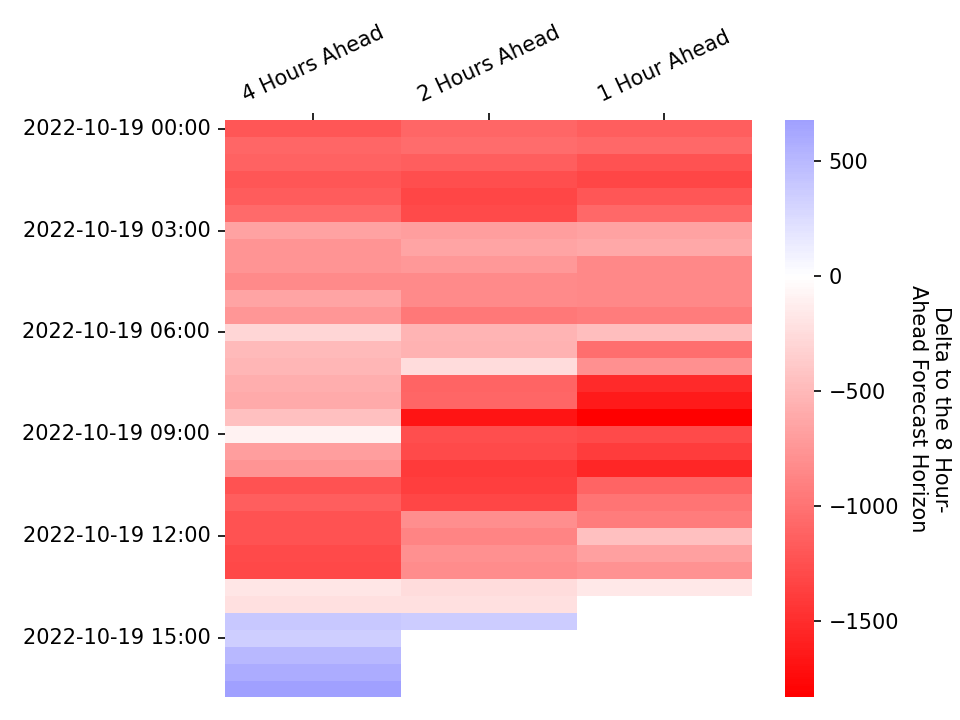 4 Hours Ahead
2 Hours Ahead
1 Hour Ahead
2022-10-19 00:00
2022-10-19 03:00
2022-10-19 06:00
2022-10-19 09:00
2022-10-19 12:00
2022-10-19 15:00
500
0
−500
−1000
−1500
Delta to the 8 Hour-
Ahead Forecast Horizon